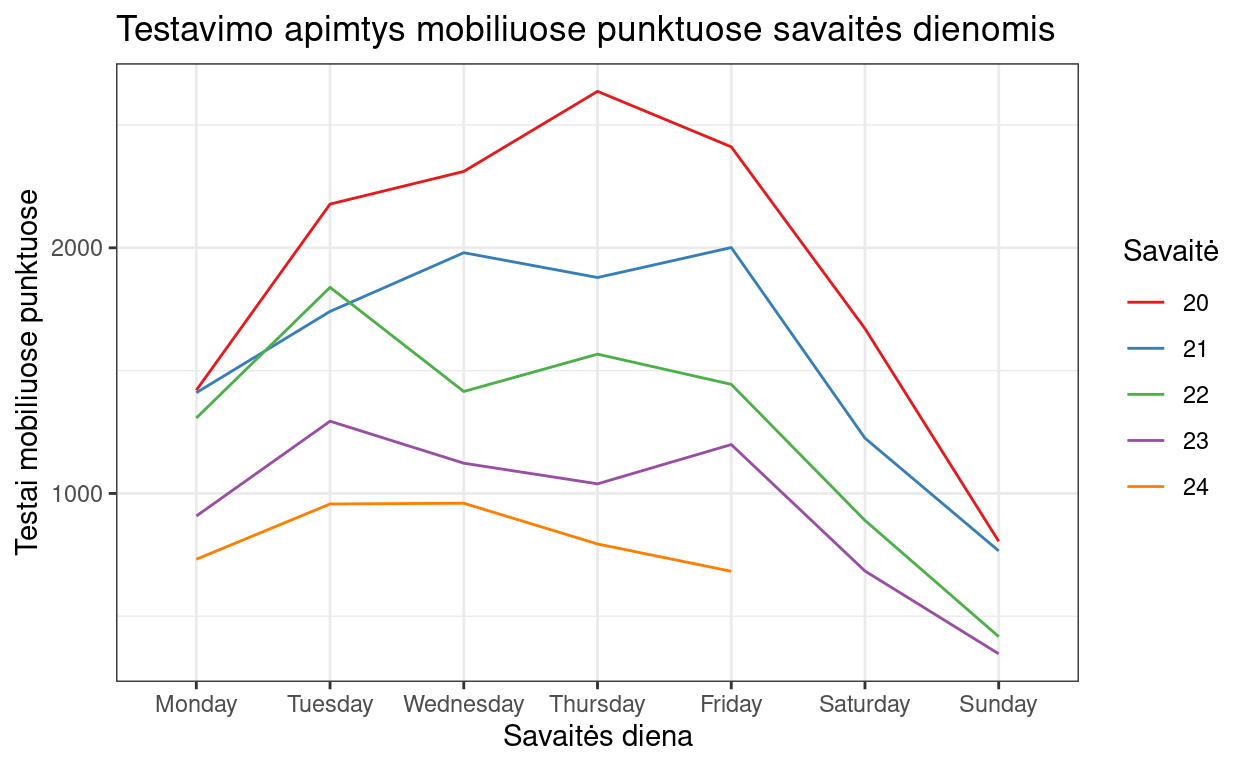 Testavimo apimtys mobiliuose punktuose savaitės dienomis
Testai mobiliuose punktuose
2000
1000
Monday Tuesday Wednesday Thursday Friday Saturday Sunday
Savaitės diena
Savaitė
20
21
22
23
24